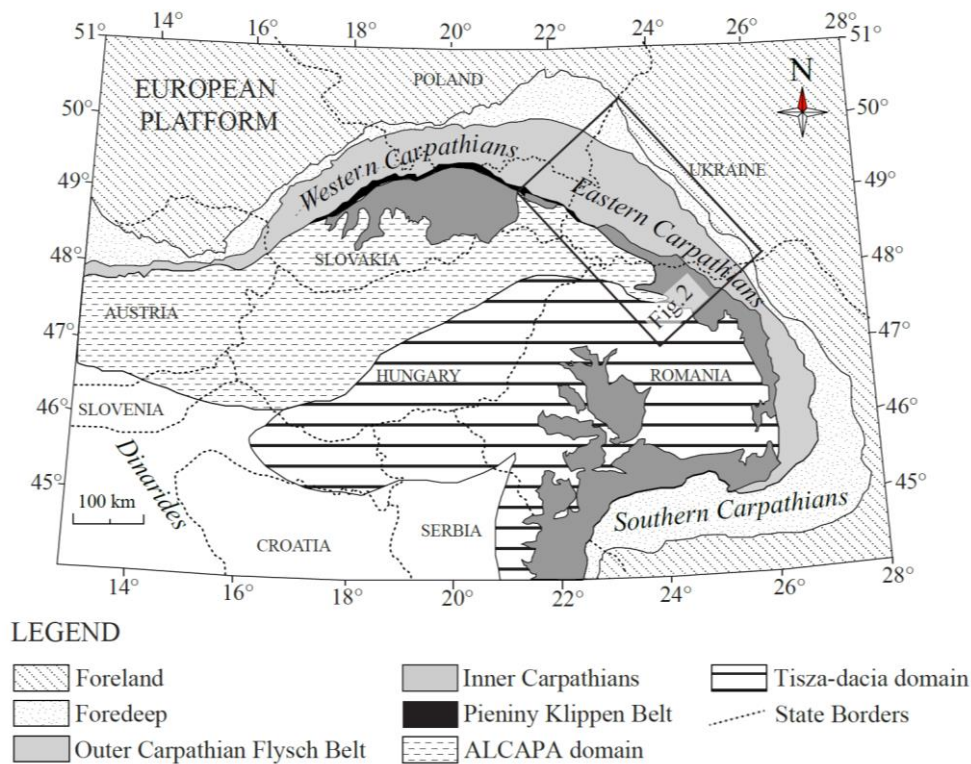 14° 16° 18° 20° 22° 24° 26° 28°
51° 51°
EUROPEAN
PLATFORM
POLAND
N
50° 50°
Western Carpathians
UKRAINE
49° 49°
Eastern Carpathians
48° 48°
SLOVAKIA
AUSTRIA
Fig.2
47° 47°
HUNGARY
ROMANIA
46° 46°
SLOVENIA
Dinarides
45° 45°
100 km
Southern Carpathians
SERBIA
CROATIA
14° 16° 18° 20° 22° 24° 26° 28°
LEGEND
Foreland
Foredeep
Outer Carpathian Flysch Belt
Inner Carpathians
Pieniny Klippen Belt
ALCAPA domain
Tisza-dacia domain
State Borders